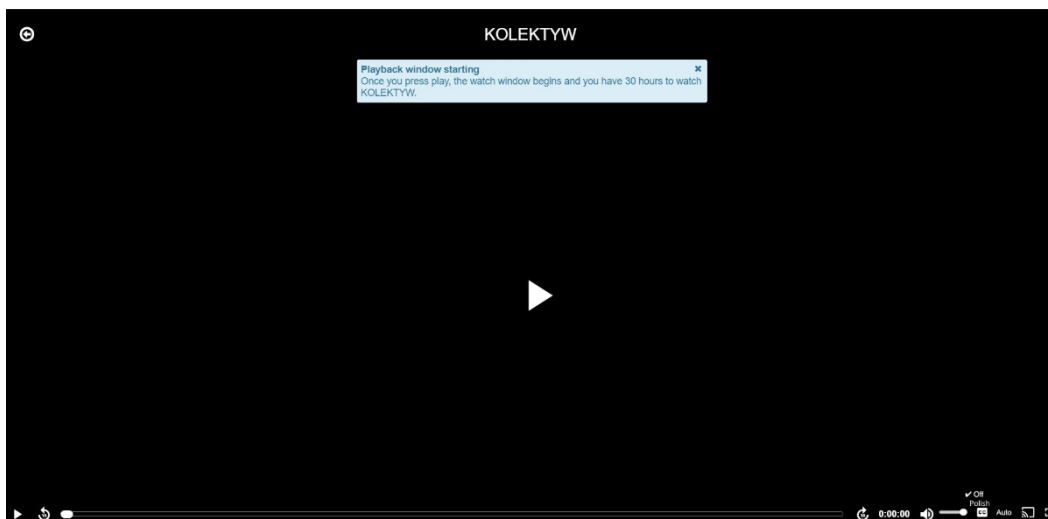 KOLEKTYW
Playback window starting
Once you press play, the watch window begins and you have 30 hours to watch
KOLEKTYW.
✔ Off
Polish
0:00:00
CC
Auto